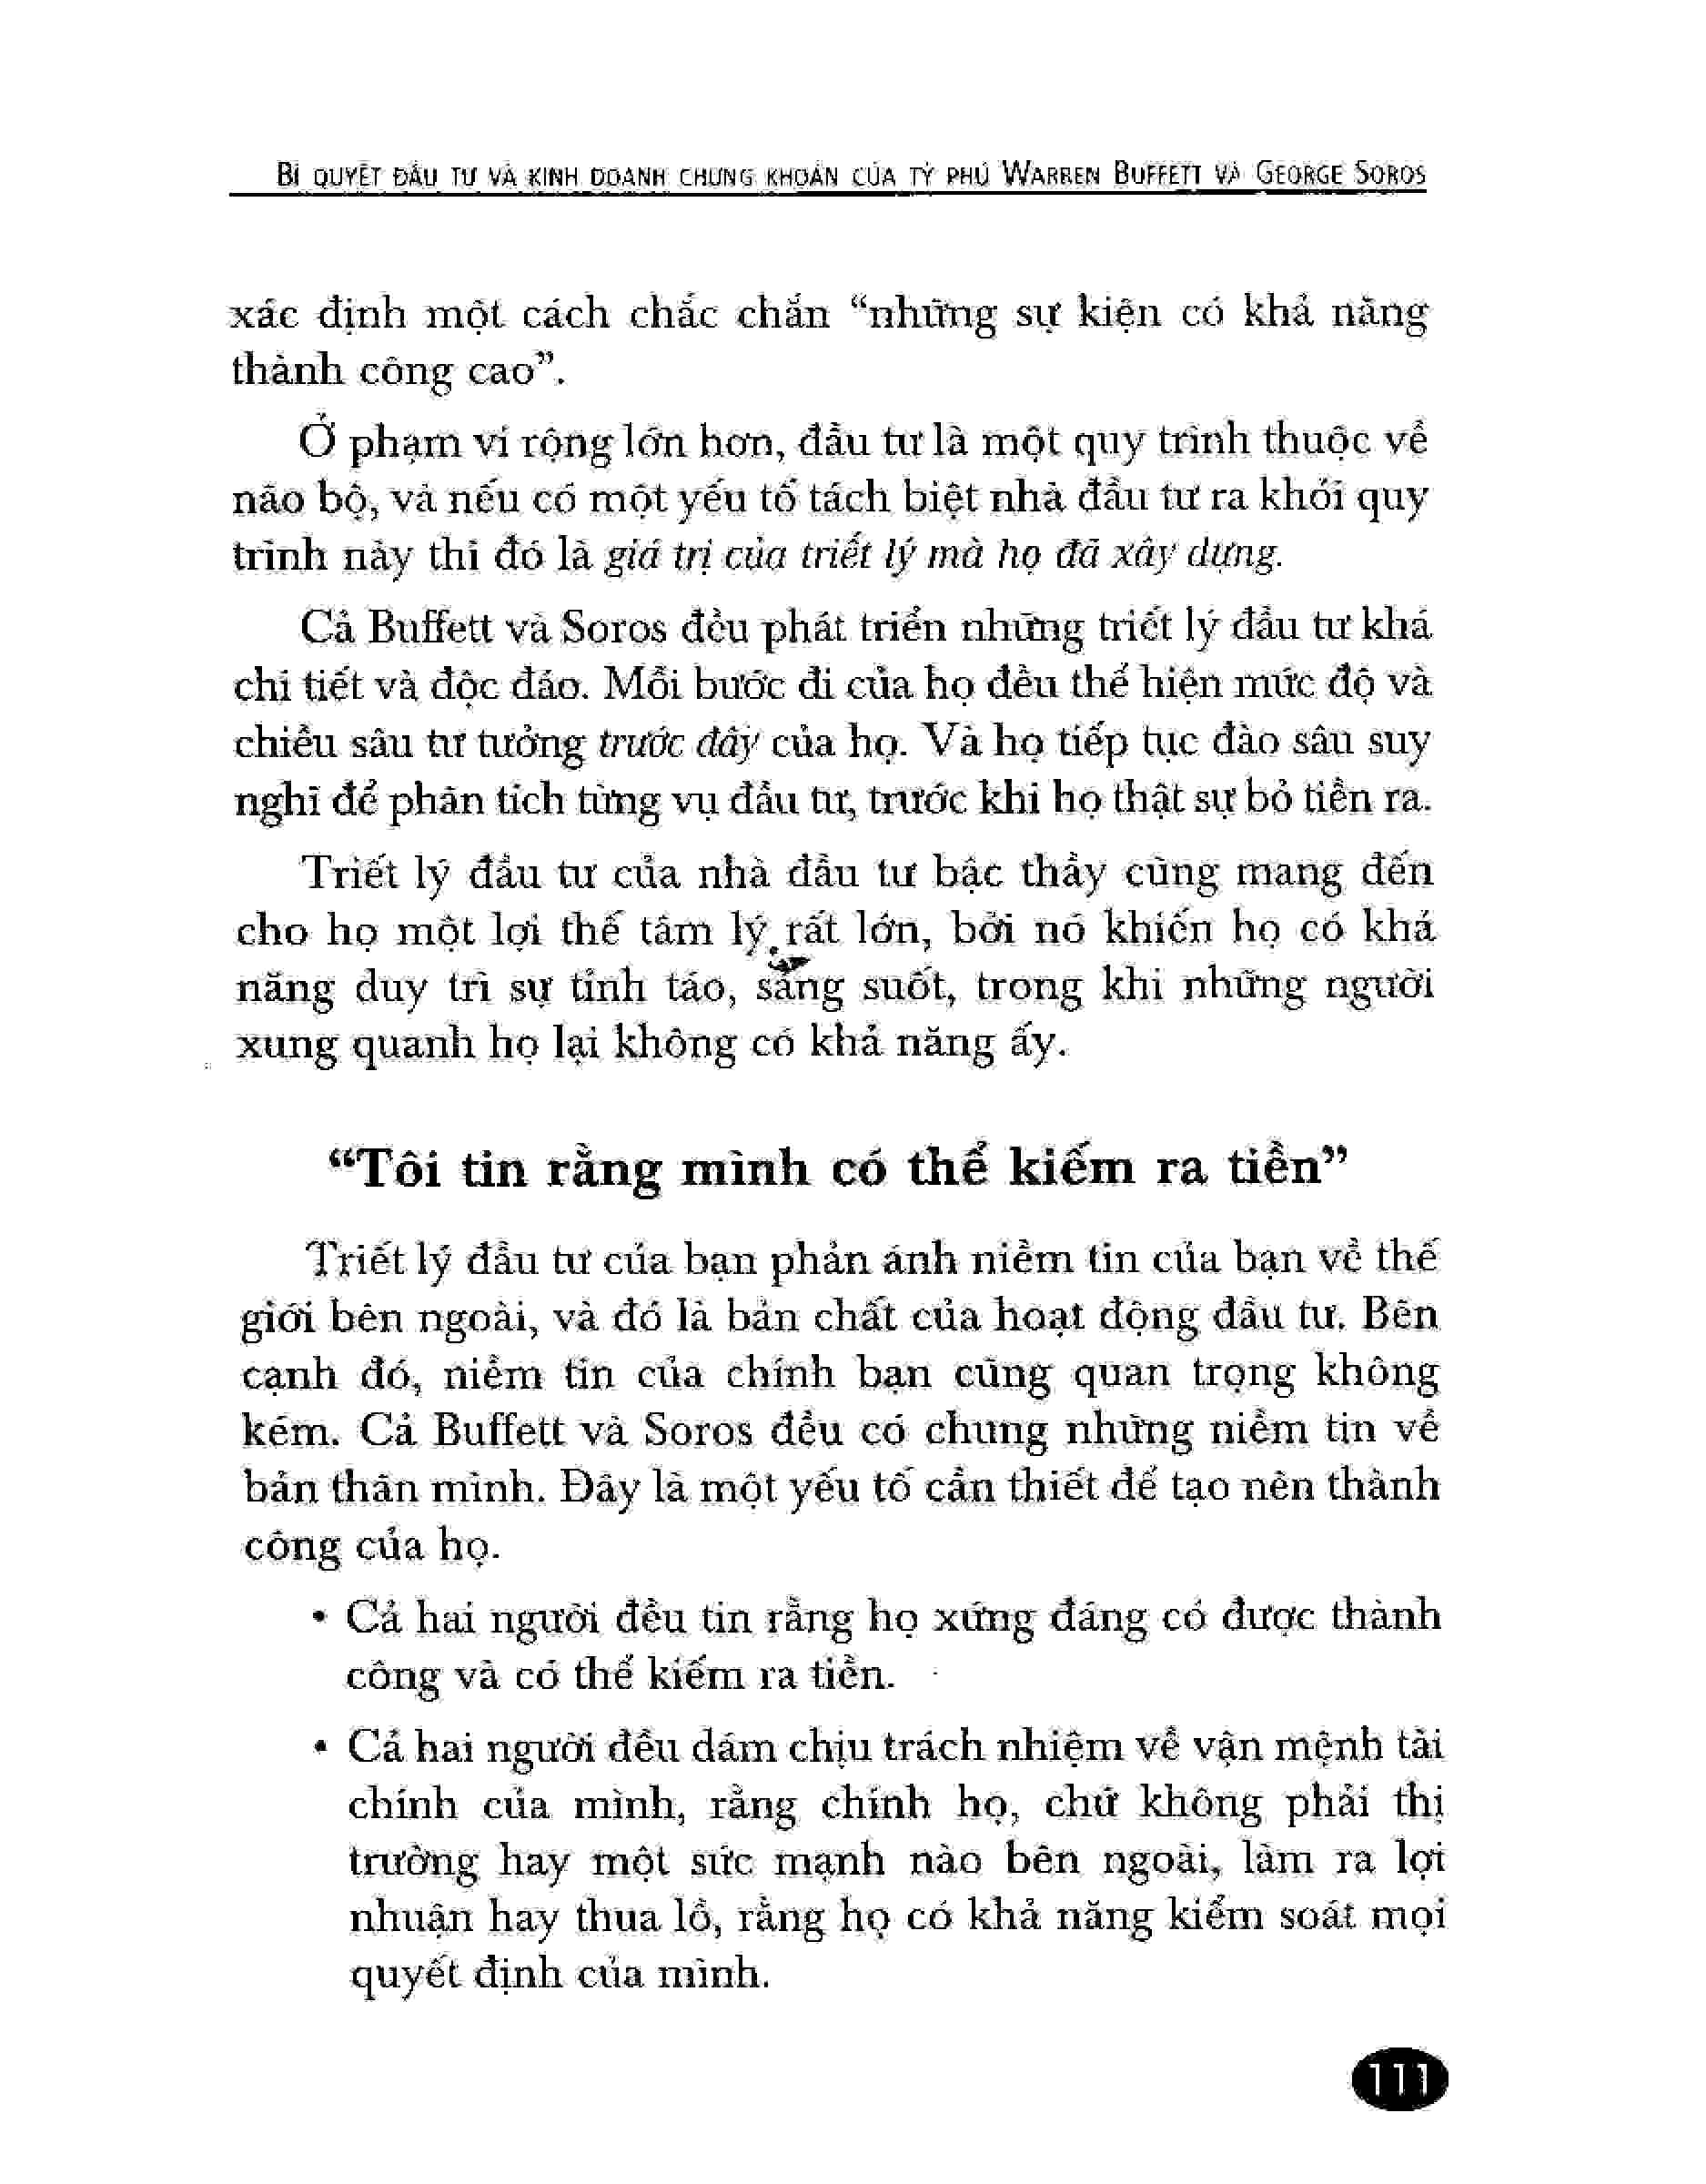 BÍ QUYẾT ĐẦU TƯ VÀ KINH DOANH CHỨNG KHOÁN CỦA TỶ PHÚ WARREN BUFFETT VÀ GEORGE SOROS
xác định một cách chắc chắn “những sự kiện có khả năng
thành công cao”.
Ở phạm vi rộng lớn hơn, đầu tư là một quy trình thuộc về
não bộ, và nếu có một yếu tố tách biệt nhà đầu tư ra khỏi quy
trình này thì đó là giá trị của triết lý mà họ đã xây dựng.
Cả Buffett và Soros đều phát triển những triết lý đầu tư khá
chi tiết và độc đáo. Mỗi bước đi của họ đều thể hiện mức độ và
chiều sâu tư tưởng trước đây của họ. Và họ tiếp tục đào sâu suy
nghĩ để phân tích từng vụ đầu tư, trước khi họ thật sự bỏ tiền ra.
Triết lý đầu tư của nhà đầu tư bậc thầy cũng mang đến
cho họ một lợi thế tâm lý rất lớn, bởi nó khiến họ có khả
năng duy trì sự tỉnh táo, sáng suốt, trong khi những người
xung quanh họ lại không có khả năng ấy.
“Tôi tin rằng mình có thể kiếm ra tiền”
Triết lý đầu tư của bạn phản ánh niềm tin của bạn về thế
giới bên ngoài, và đó là bản chất của hoạt động đầu tư. Bên
cạnh đó, niềm tin của chính bạn cũng quan trọng không
kém. Cả Buffett và Soros đều có chung những niềm tin về
bản thân mình. Đây là một yếu tố cần thiết để tạo nên thành
công của họ.
• Cả hai người đều tin rằng họ xứng đáng có được thành
công và có thể kiếm ra tiền.
• Cả hai người đều dám chịu trách nhiệm về vận mệnh tài
chính của mình, rằng chính họ, chứ không phải thị
trường hay một sức mạnh nào bên ngoài, làm ra lợi
nhuận hay thua lỗ, rằng họ có khả năng kiểm soát mọi
quyết định của mình.
111